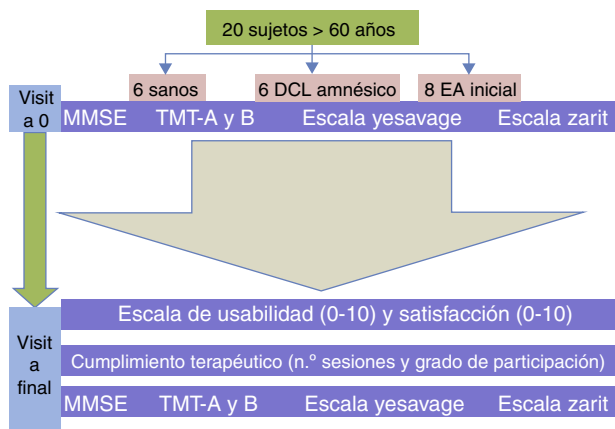 20 sujetos > 60 años
6 sanos
6 DCL amnésico
8 EA inicial
Visit
a 0
MMSE TMT-A y B Escala yesavage Escala zarit
Escala de usabilidad (0-10) y satisfacción (0-10)
Visit
a
final
Cumplimiento terapéutico (n.º sesiones y grado de participación)
MMSE TMT-A y B Escala yesavage Escala zarit